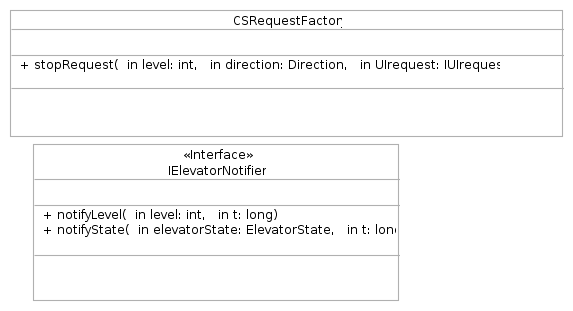 CSRequestFactor
+ stopRequest( in level: int, in direction: Direction, in UIrequest: IUIreques
«Interface»
IElevatorNotifier
+ notifyLevel( in level: int, in t: long)
+ notifyState( in elevatorState: ElevatorState, in t: lon